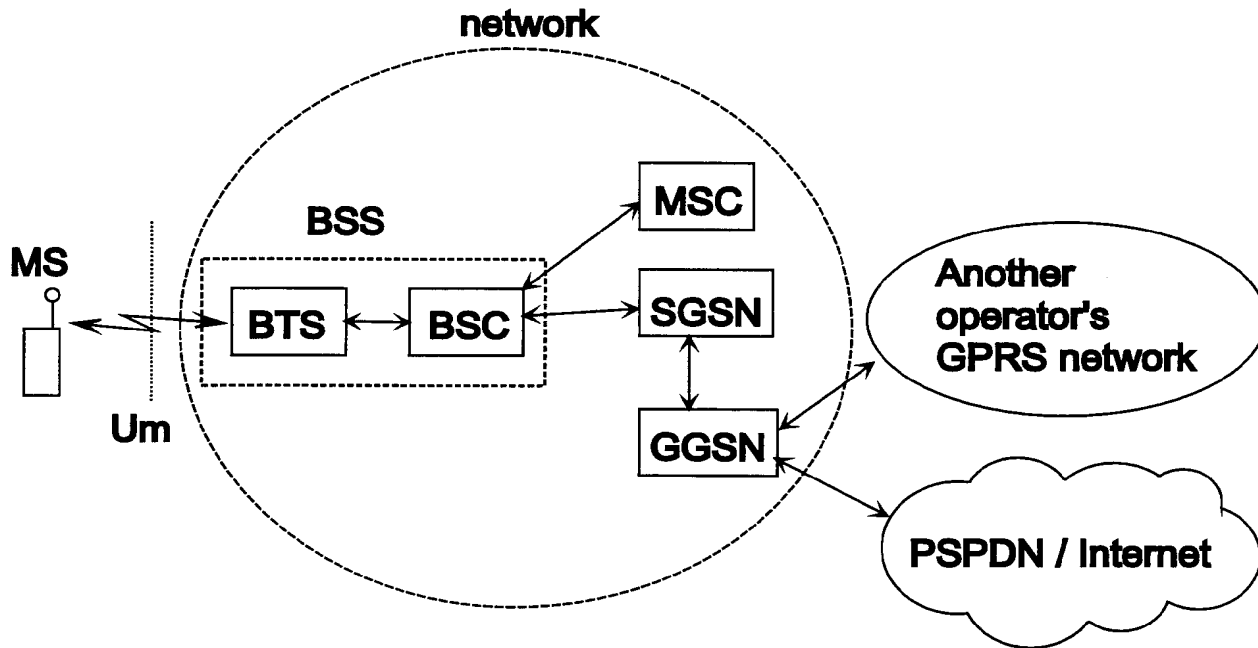 network
MSC
BSS
MS
BTS
BSC
SGSN
Another
operator's
GPRS network
Um
GGSN
PSPDN / Internet